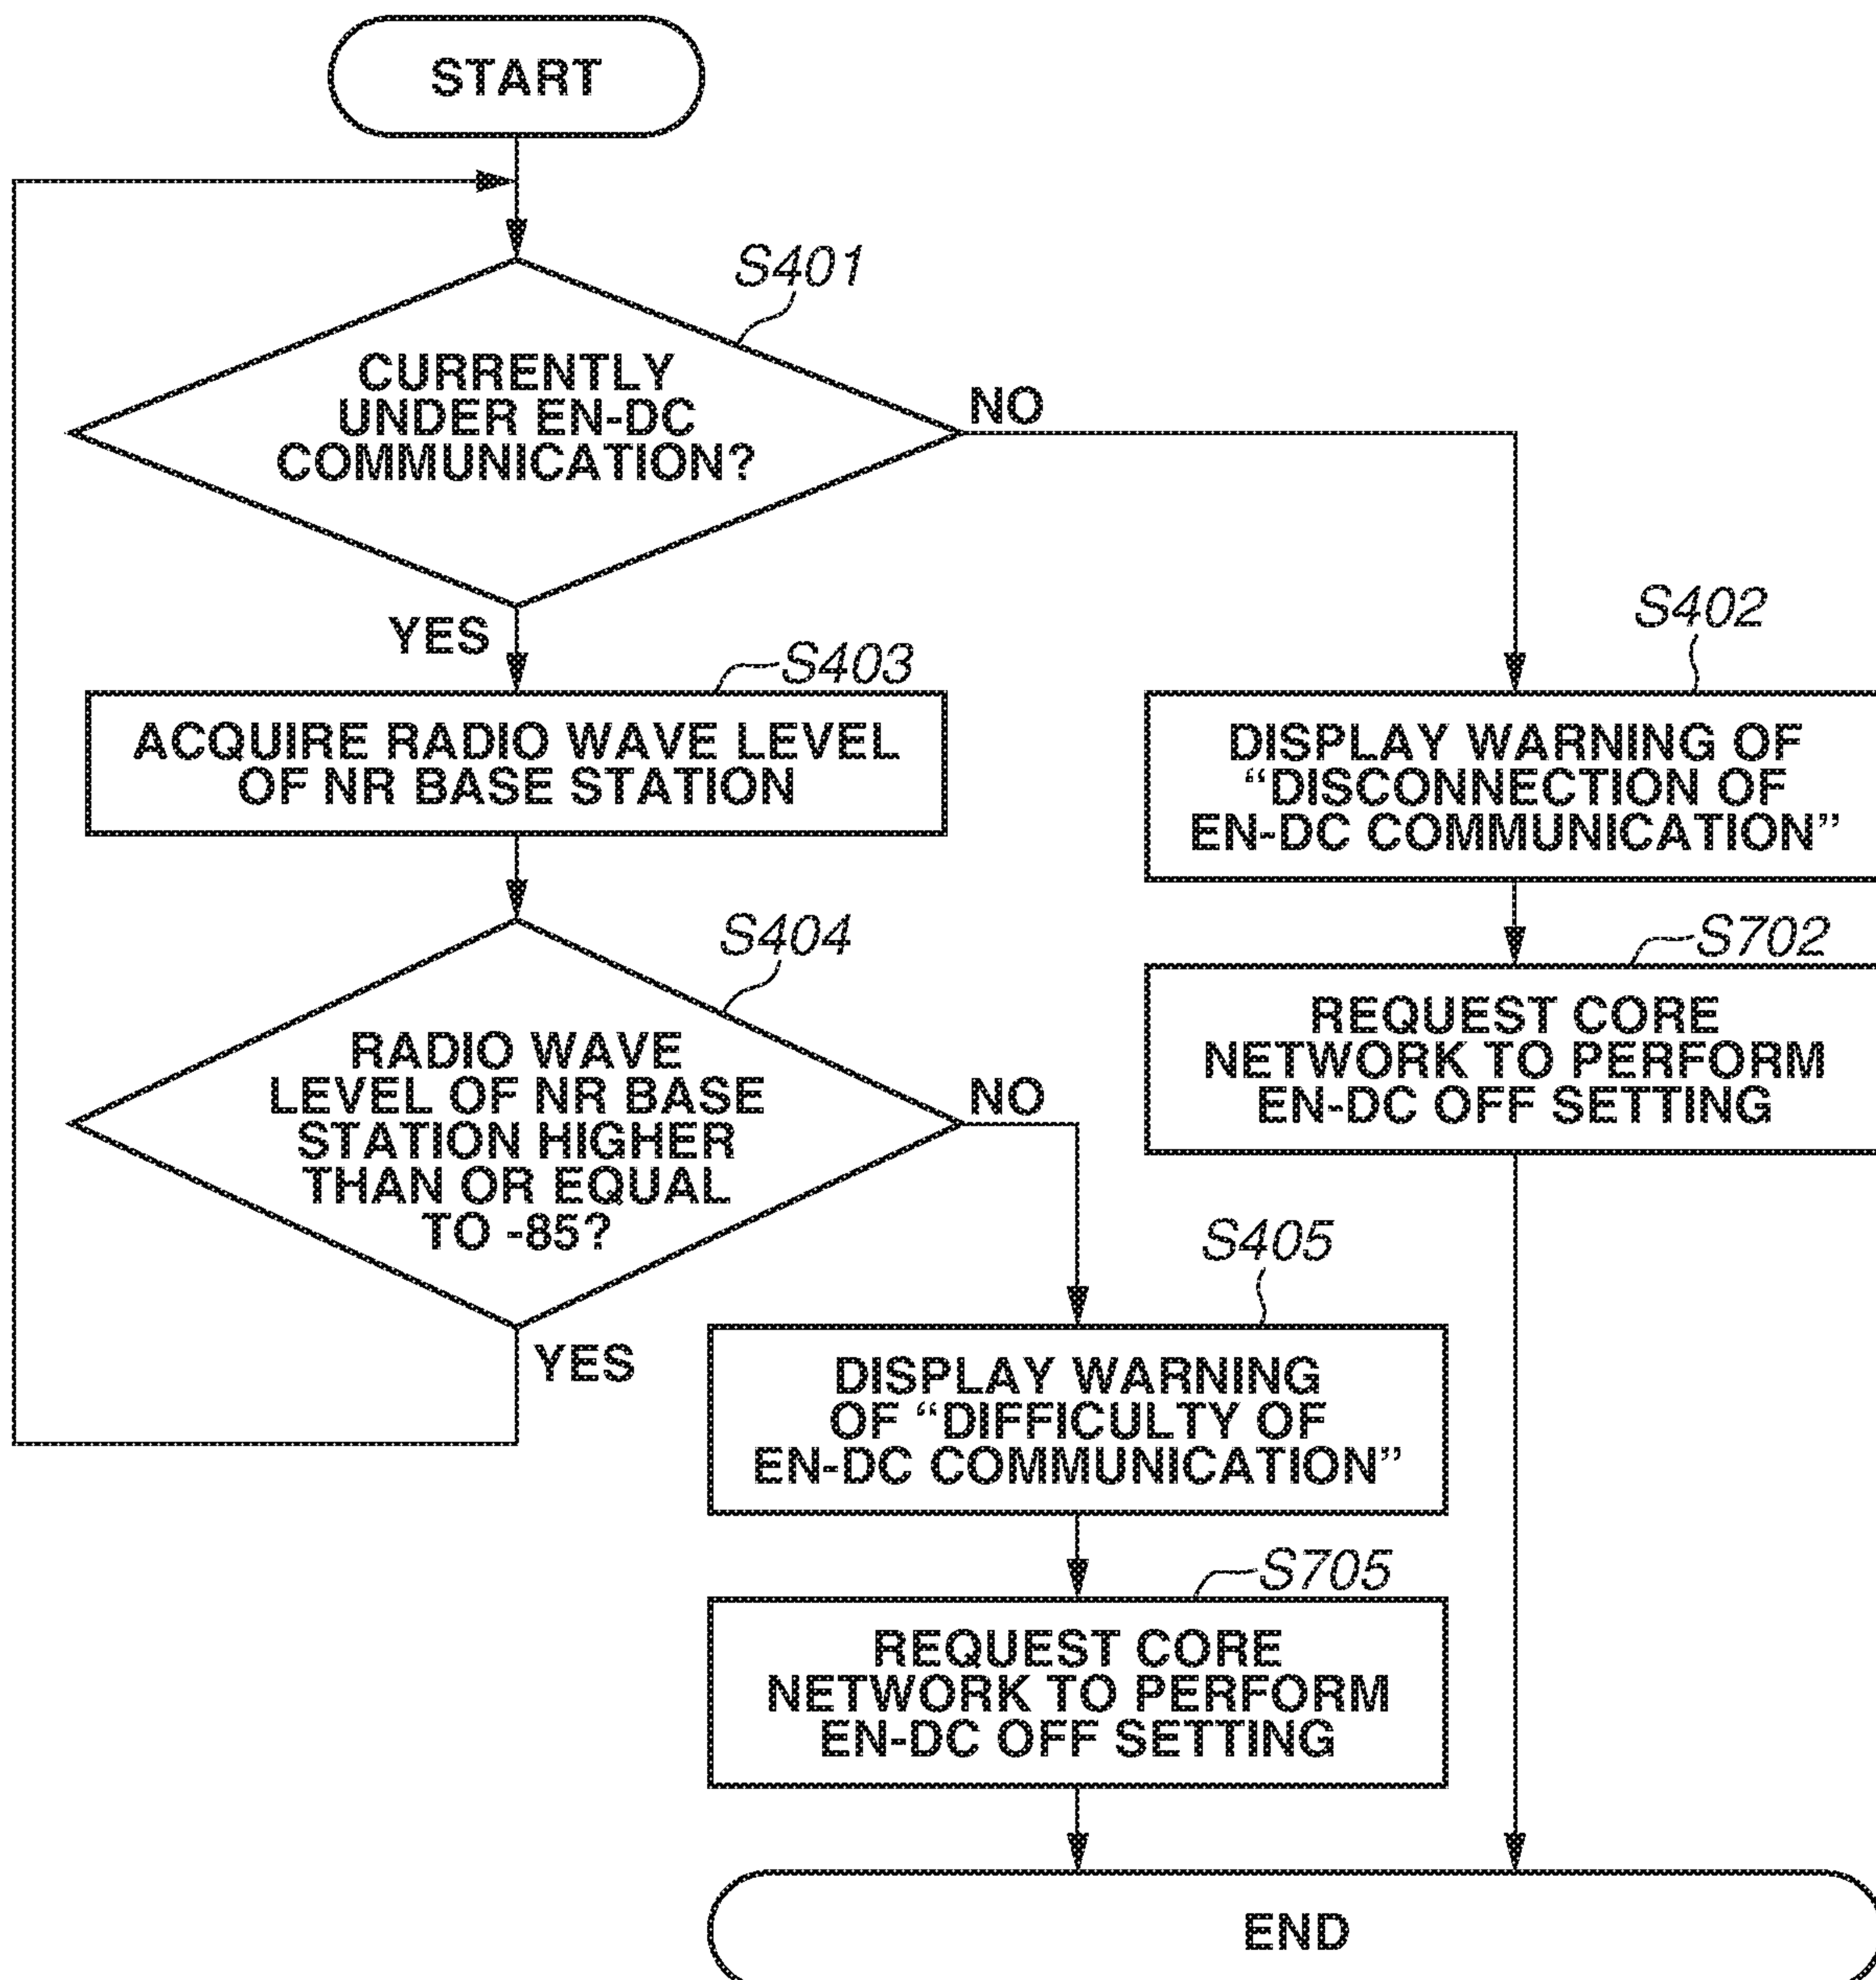 START
S401
CURRENTLY
UNDER EN-DC
COMMUNICATION?
NO
YES
S403
ACQUIRE RADIO WAVE LEVEL
OF NR BASE STATION
S402
DISPLAY WARNING OF
“DISCONNECTION OF
EN-DC COMMUNICATION”
S404
RADIO WAVE
LEVEL OF NR BASE
STATION HIGHER
THAN OR EQUAL
TO -85?
NO
YES
S702
REQUEST CORE
NETWORK TO PERFORM
EN-DC OFF SETTING
S405
DISPLAY WARNING
OF “DIFFICULTY OF
EN-DC COMMUNICATION”
S705
REQUEST CORE
NETWORK TO PERFORM
EN-DC OFF SETTING
END